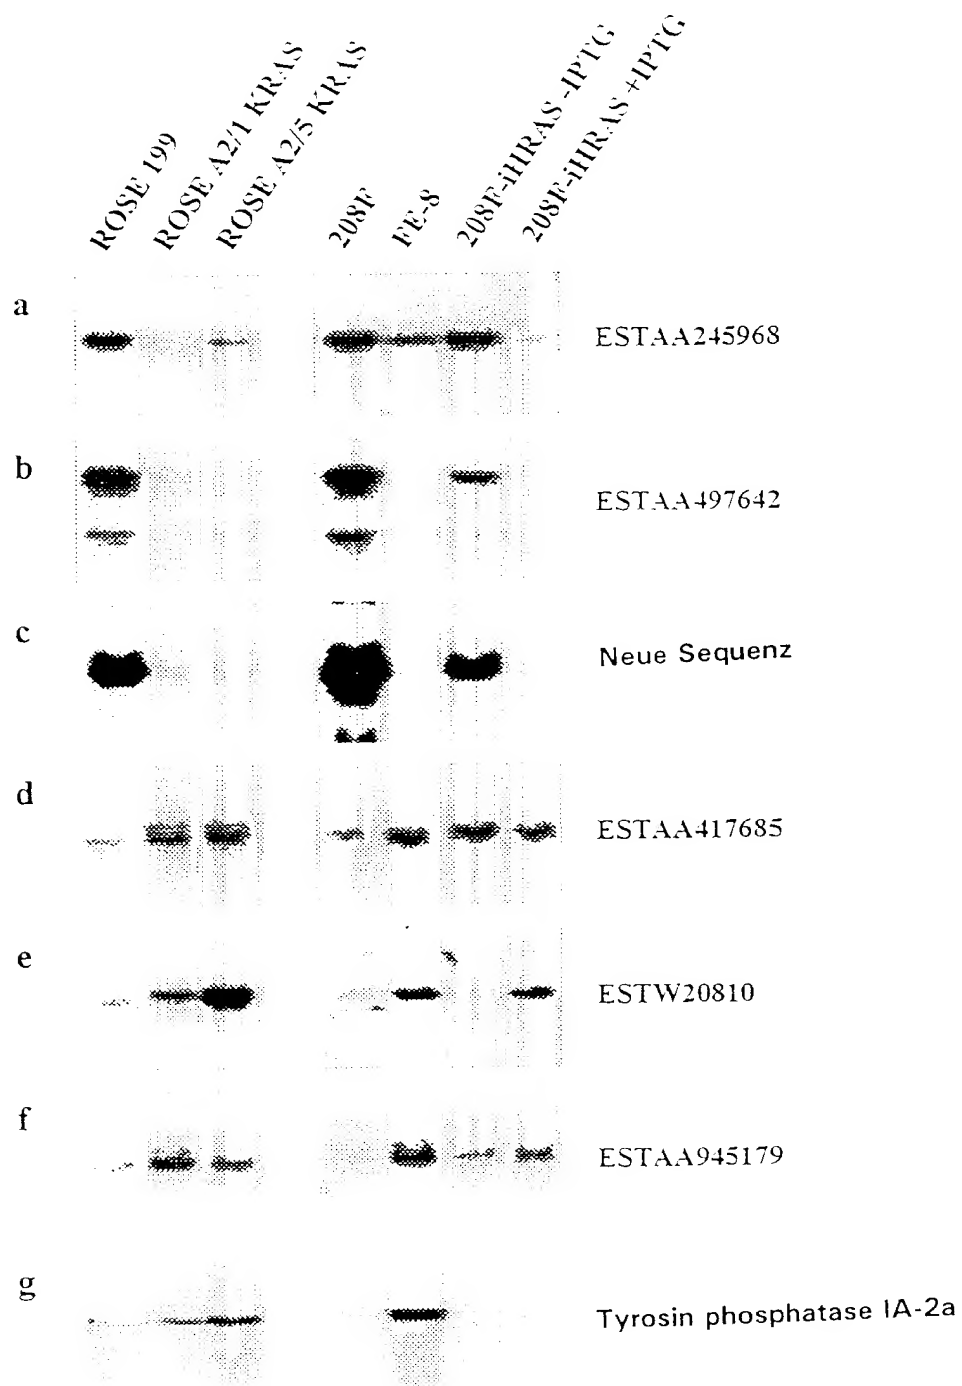 ROSE 199
ROSE A2/1 KRAS
ROSE A2/5 KRAS
208F
FE-8
208F-iHRAS -IPTG
208F-iHRAS +IPTG
a
ESTAA245968
b
ESTAA497642
c
Neue Sequenz
d
ESTAA417685
e
ESTW20810
f
ESTAA945179
g
Tyrosin phosphatase IA-2a